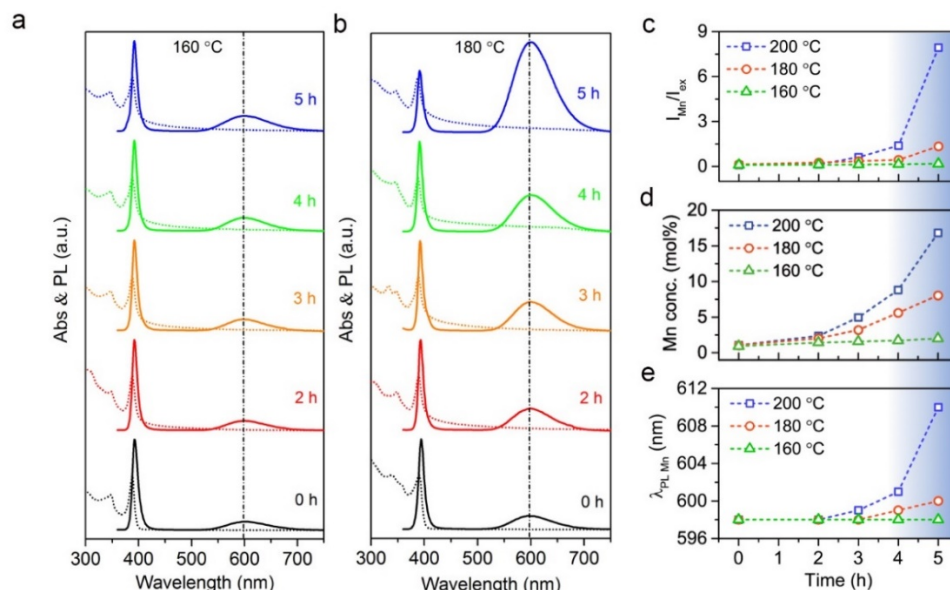 a
160 °C
5 h
4 h
3 h
2 h
0 h
Abs & PL (a.u.)
300 400 500 600 700
Wavelength (nm)
b
180 °C
5 h
4 h
3 h
2 h
0 h
Abs & PL (a.u.)
300 400 500 600 700
Wavelength (nm)
c
200 °C
180 °C
160 °C
9
6
3
0
I_Mn/I_ex
d
200 °C
180 °C
160 °C
20
15
10
5
0
Mn conc. (mol%)
e
200 °C
180 °C
160 °C
612
608
604
600
596
λ_PL Mn (nm)
0 1 2 3 4 5
Time (h)